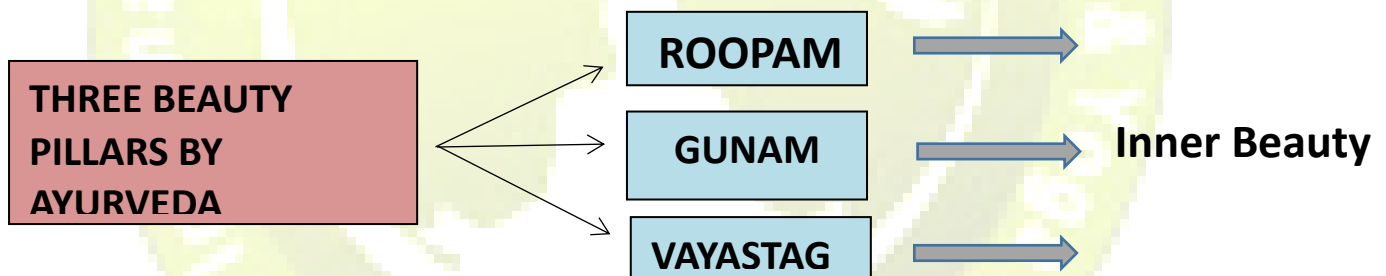 THREE BEAUTY
PILLARS BY
AYURVEDA
ROOPAM
GUNAM
VAYASTAG
Inner Beauty